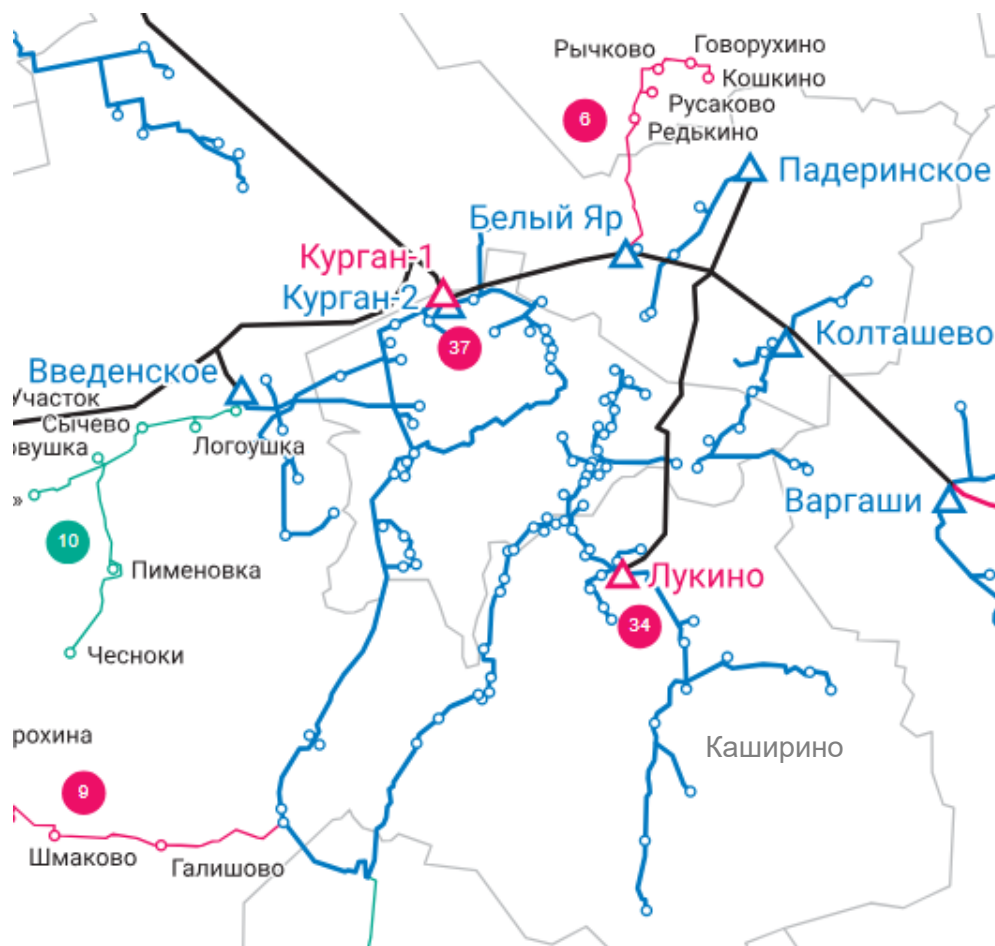 Рычково
Говорухино
Кошкино
6
Русаково
Редькино
Падеринское
Белый Яр
Курган-1
Курган-2
Колташево
37
Введенское
Участок
Сычево
овушка
Логоушка
»
Варгаши
10
Пименовка
Лукино
34
Чесноки
рохина
Каширино
9
Шмаково
Галишово